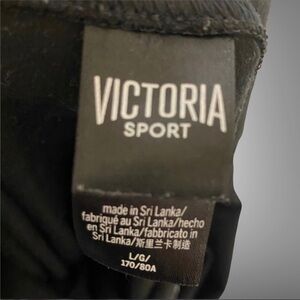 VICTORIA
SPORT
made in Sri Lanka/
fabriqué au Sri Lanka/hecho
en Sri Lanka/fabbricato in
Sri Lanka/斯里兰卡制造
L/G/
170/80A